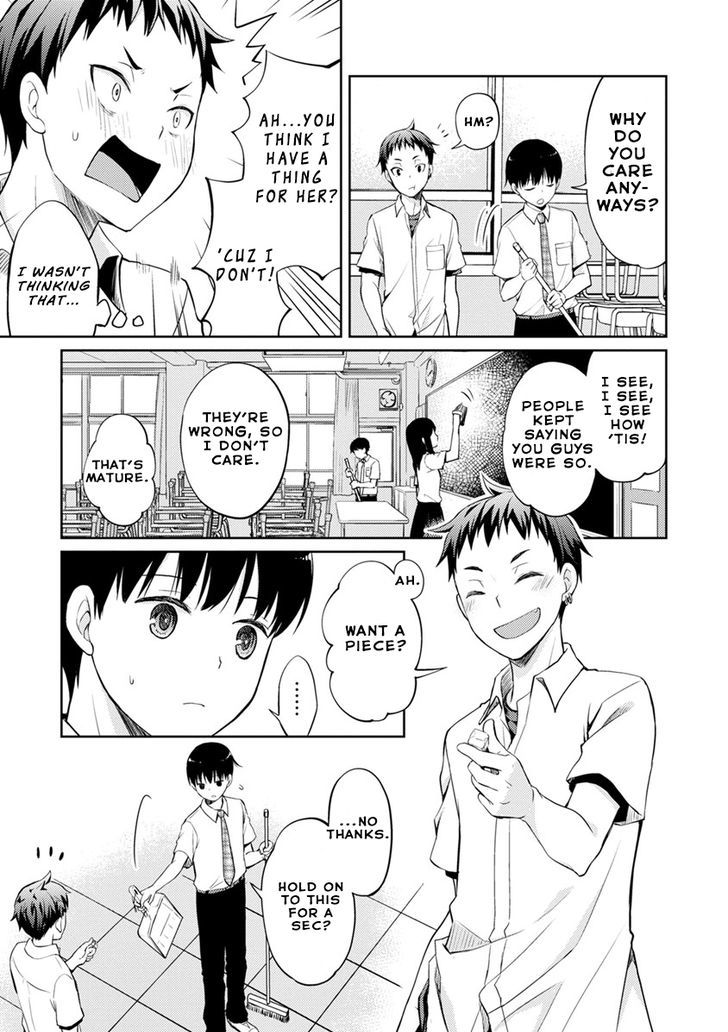 WHY
DO
YOU
CARE
ANY-
WAYS?
HM?
AH...YOU
THINK I
HAVE A
THING
FOR HER?
'CUZ I
DON'T!
I WASN'T
THINKING
THAT...
I SEE,
I SEE,
I SEE
HOW
'TIS!
PEOPLE
KEPT
SAYING
YOU GUYS
WERE SO.
THEY'RE
WRONG, SO
I DON'T
CARE.
THAT'S
MATURE.
AH.
WANT A
PIECE?
......
...NO
THANKS.
HOLD ON
TO THIS
FOR A
SEC?